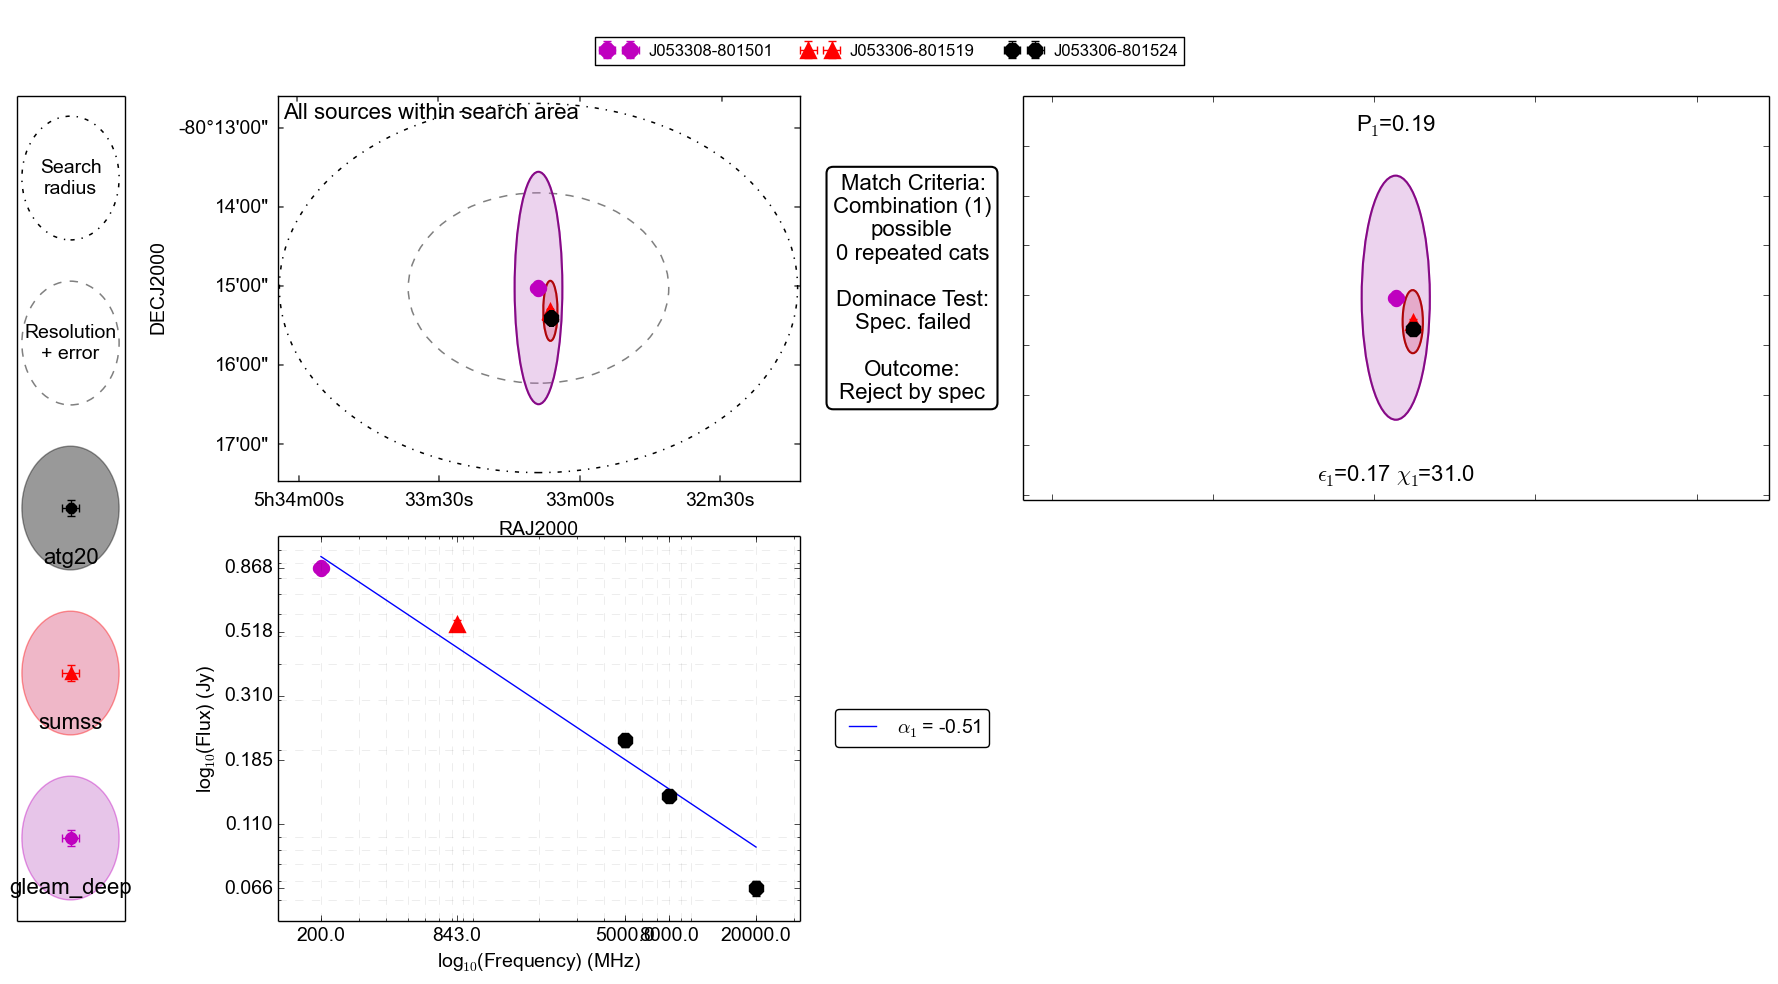 J053308-801501 J053306-801519 J053306-801524
Search
radius
Resolution
+ error
atg20
sumss
gleam_deep
All sources within search area
DECJ2000
-80°13'00"
14'00"
15'00"
16'00"
17'00"
5h34m00s 33m30s 33m00s 32m30s
RAJ2000
Match Criteria:
Combination (1)
possible
0 repeated cats
Dominace Test:
Spec. failed
Outcome:
Reject by spec
P₁=0.19
ϵ₁=0.17 χ₁=31.0
log₁₀(Flux) (Jy)
0.868
0.518
0.310
0.185
0.110
0.066
200.0 843.0 5000.0 8000.0 20000.0
log₁₀(Frequency) (MHz)
α₁ = -0.51